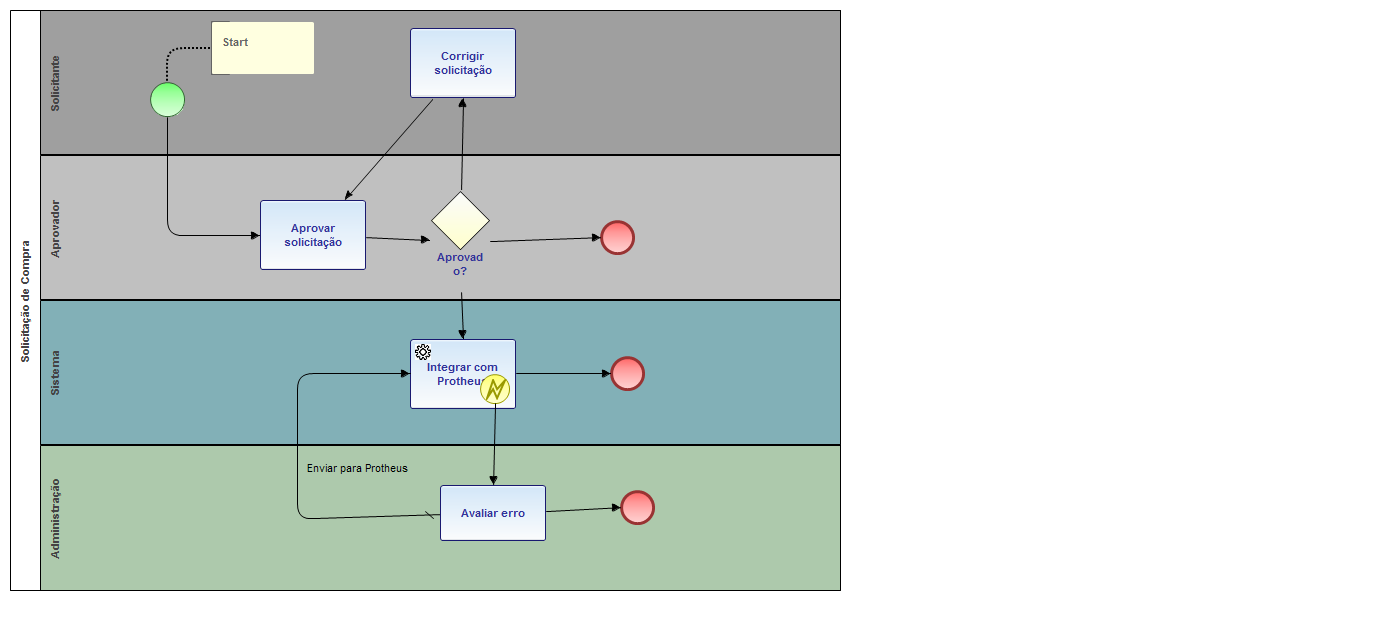 Solicitação de Compra
Solicitante
Start
Corrigir
solicitação
Aprovador
Aprovar
solicitação
Aprovad
o?
Sistema
Integrar com
Protheus
Administração
Enviar para Protheus
Avaliar erro